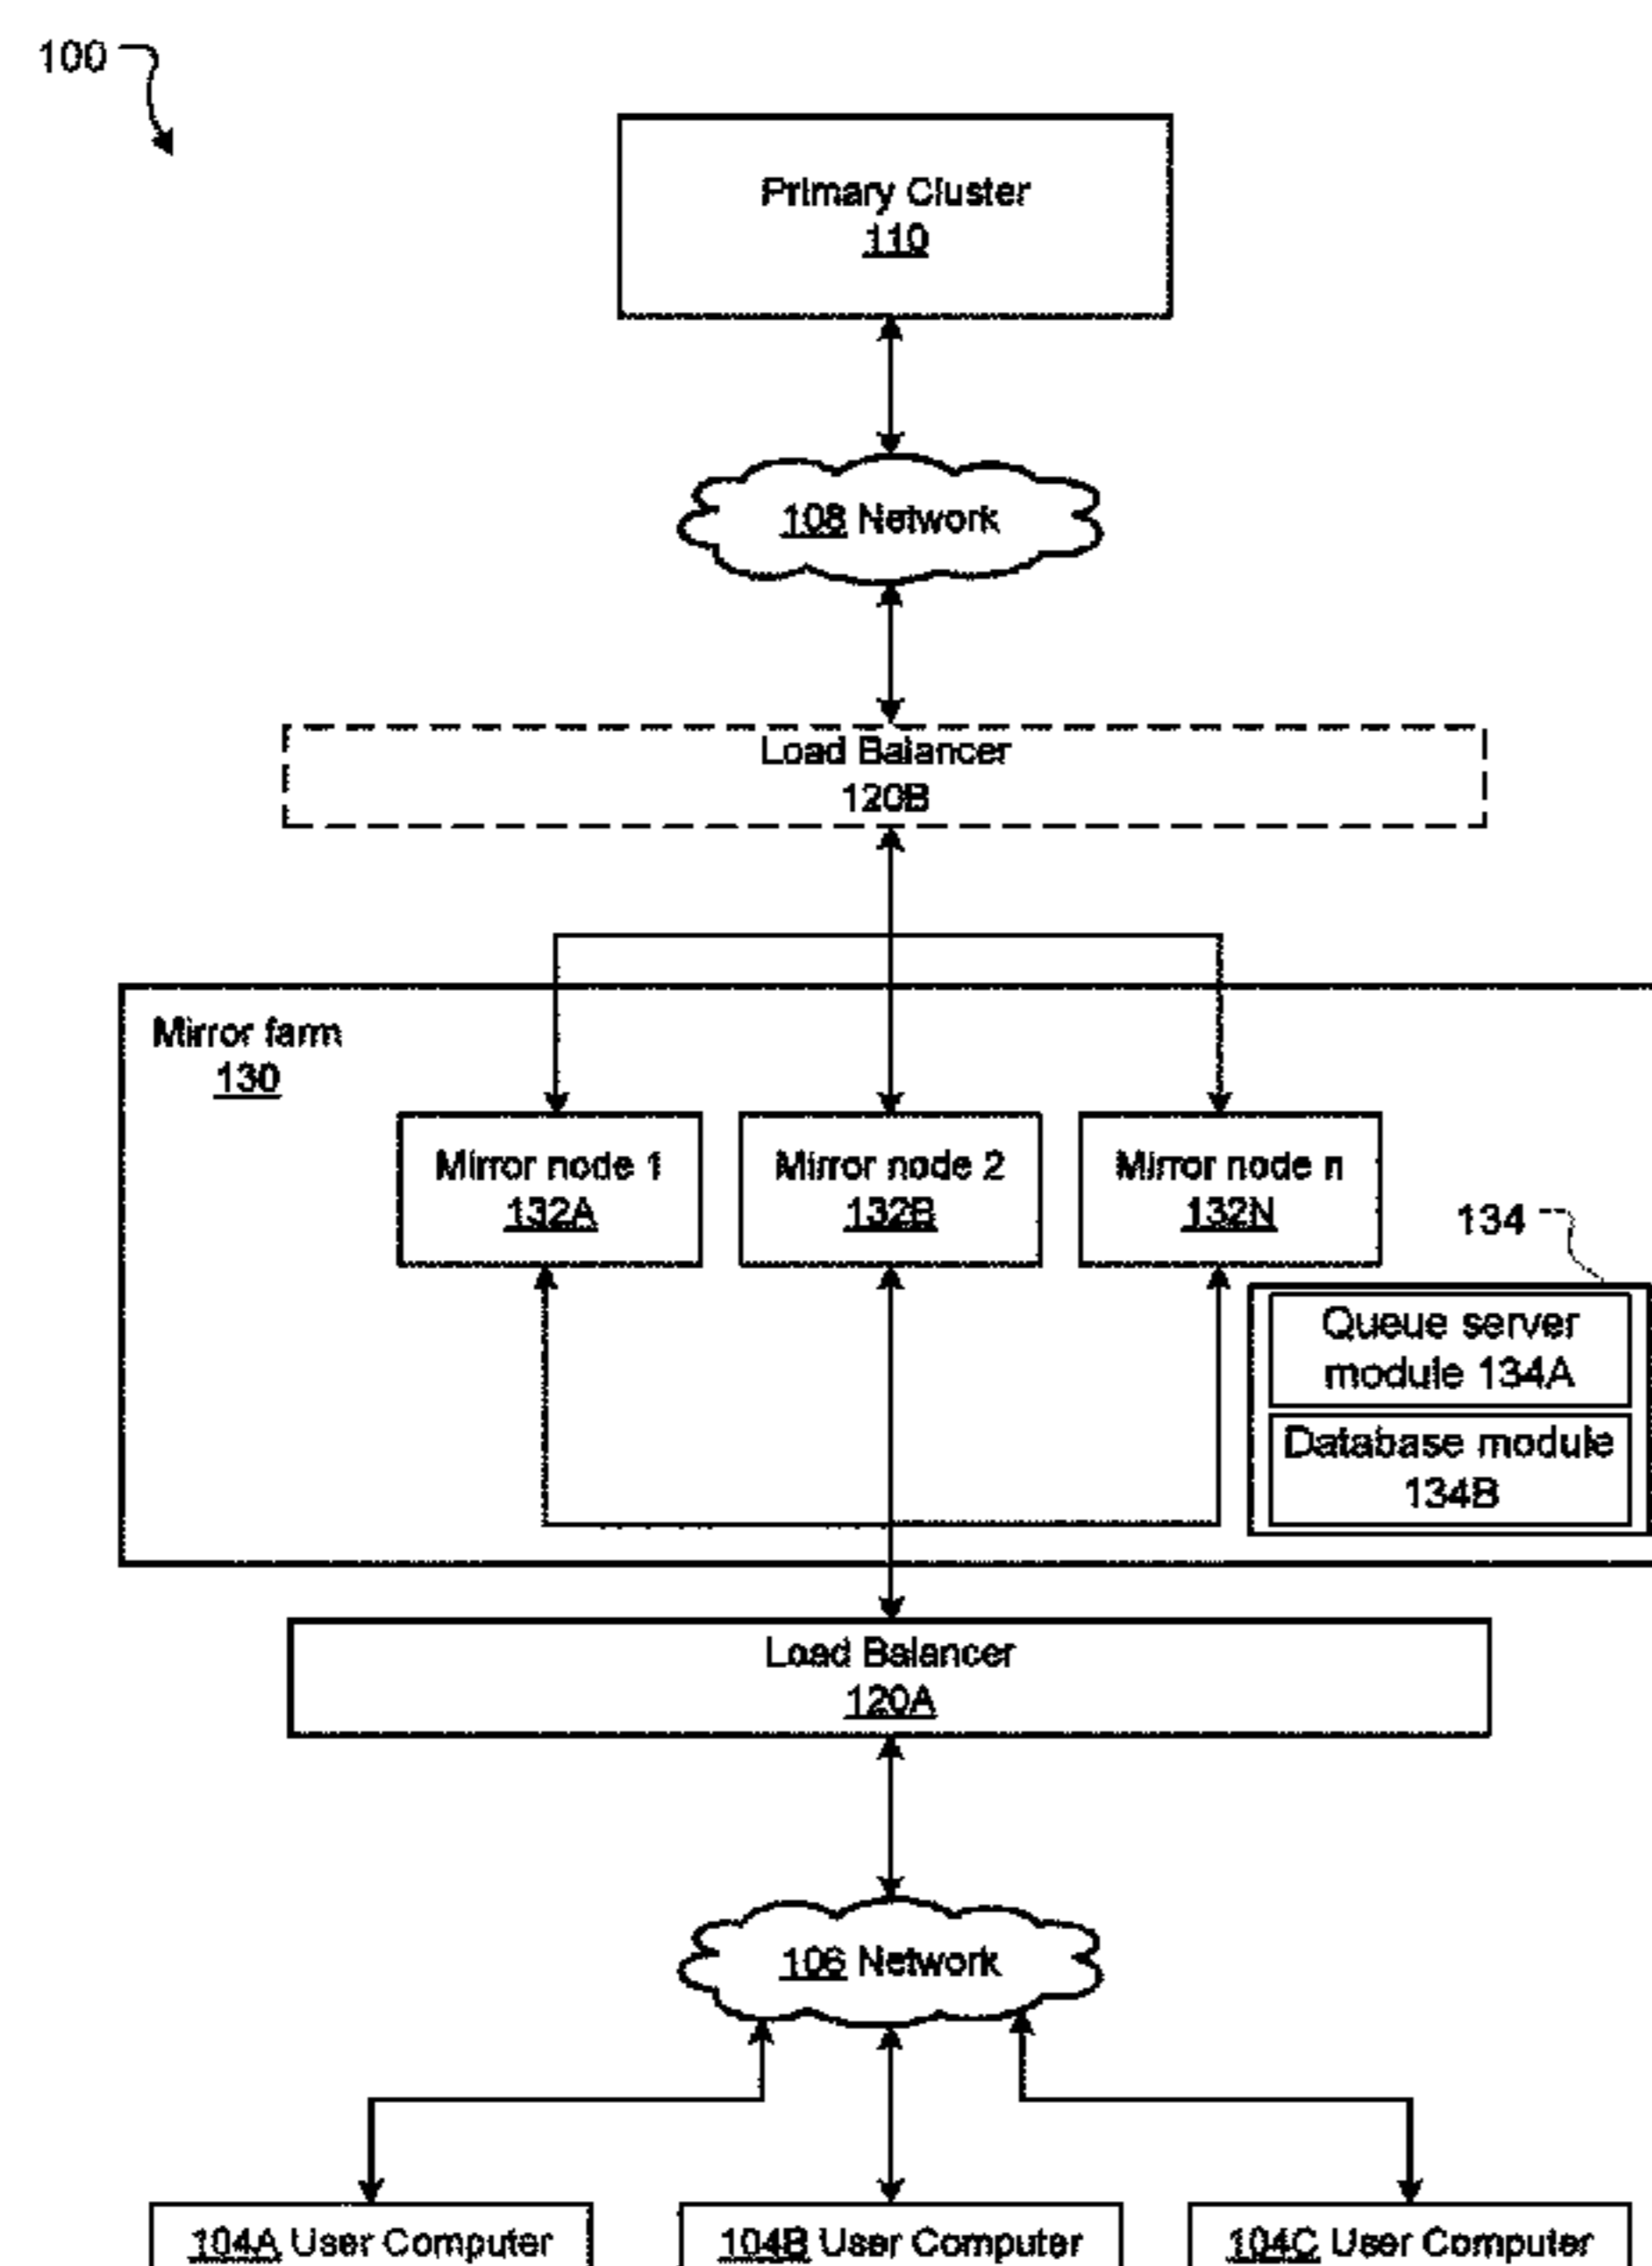 100
Primary Cluster
110
108 Network
Load Balancer
120B
Mirror farm
130
Mirror node 1
132A
Mirror node 2
132B
Mirror node n
132N
134
Queue server
module 134A
Database module
134B
Load Balancer
120A
106 Network
104A User Computer
104B User Computer
104C User Computer